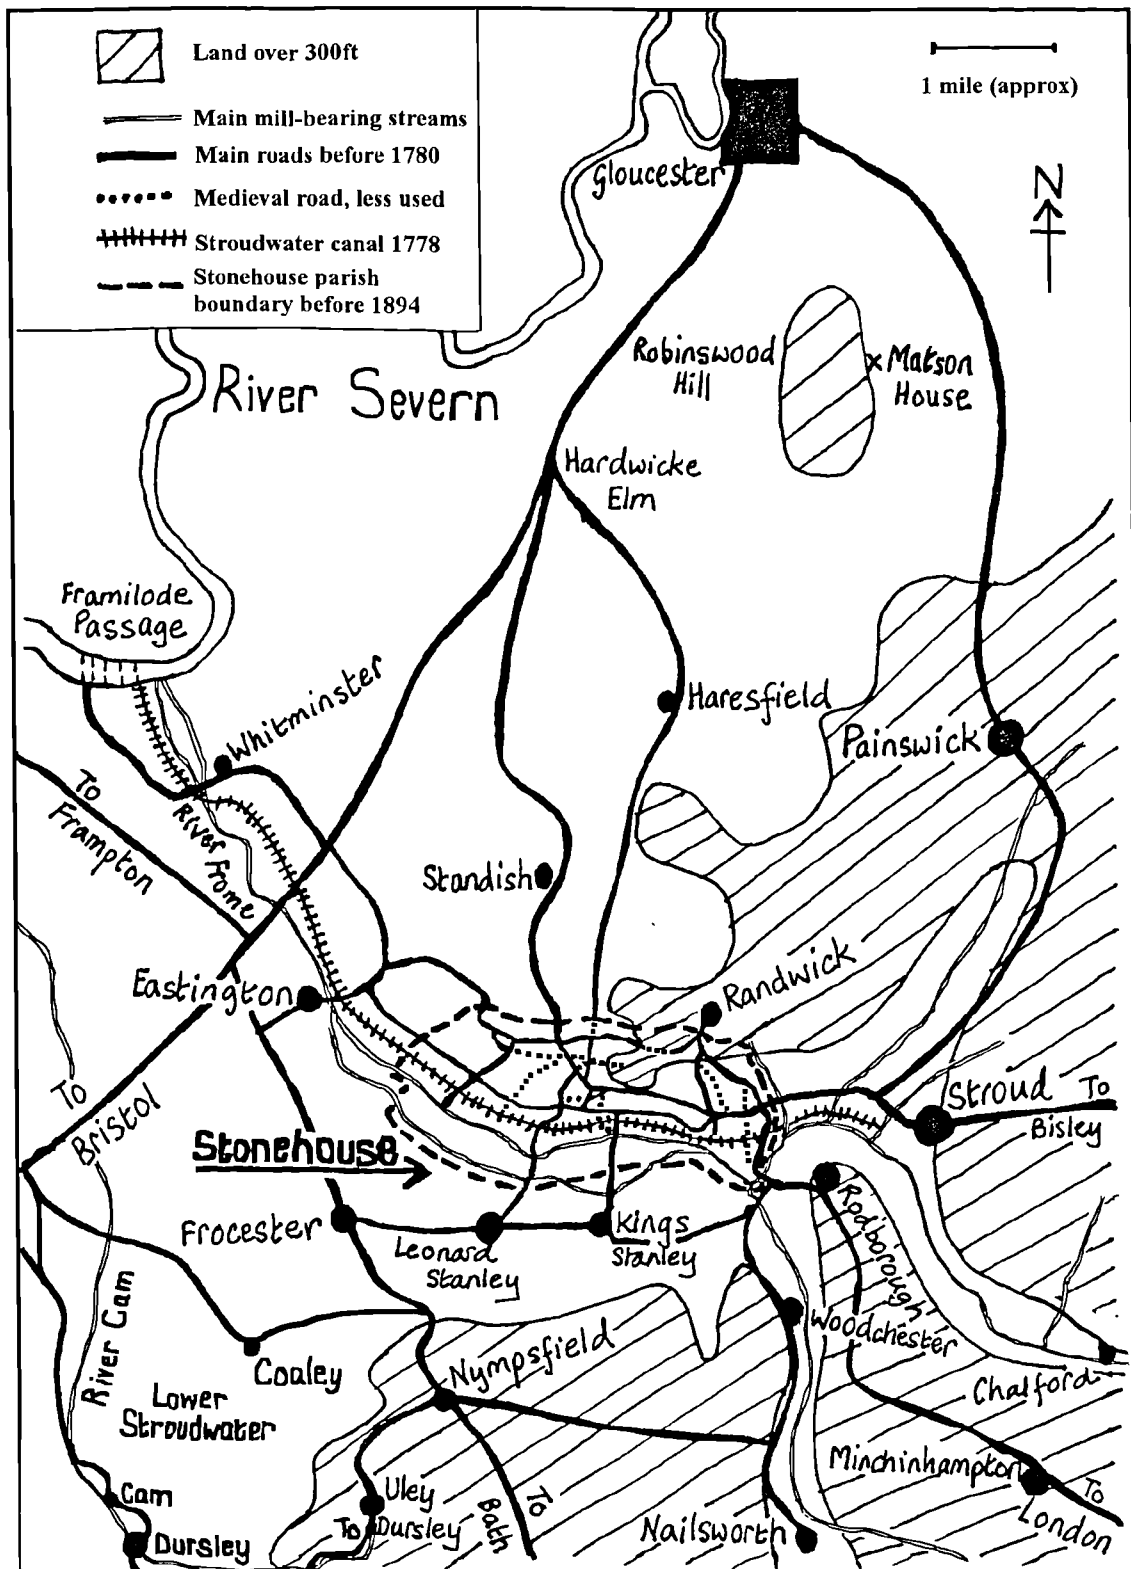 Land over 300ft
Main mill-bearing streams
Main roads before 1780
Medieval road, less used
Stroudwater canal 1778
Stonehouse parish
boundary before 1894
1 mile (approx)
N
Gloucester
Robinswood
Hill
x Matson
House
River Severn
Hardwicke
Elm
Framilode
Passage
Whitminster
Haresfield
Painswick
To
Frampton
River Frome
Standish
Eastington
Randwick
To
Bristol
Stroud
To
Bisley
Stonehouse
Frocester
Leonard
Stanley
Kings
Stanley
Rodborough
Woodchester
River Cam
Coaley
Nympsfield
Chalford
Lower
Stroudwater
Minchinhampton
To
London
Cam
Uley
To Dursley
To
Bath
Nailsworth
Dursley